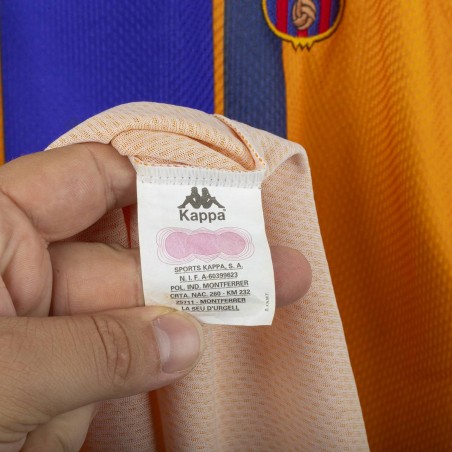 Kappa
SPORTS KAPPA, S.A.
N. I. F. A-60399623
POL. IND. MONTFERRER
CRTA. NAC. 260 - KM 232
25711 - MONTFERRER
LA SEU D'URGELL